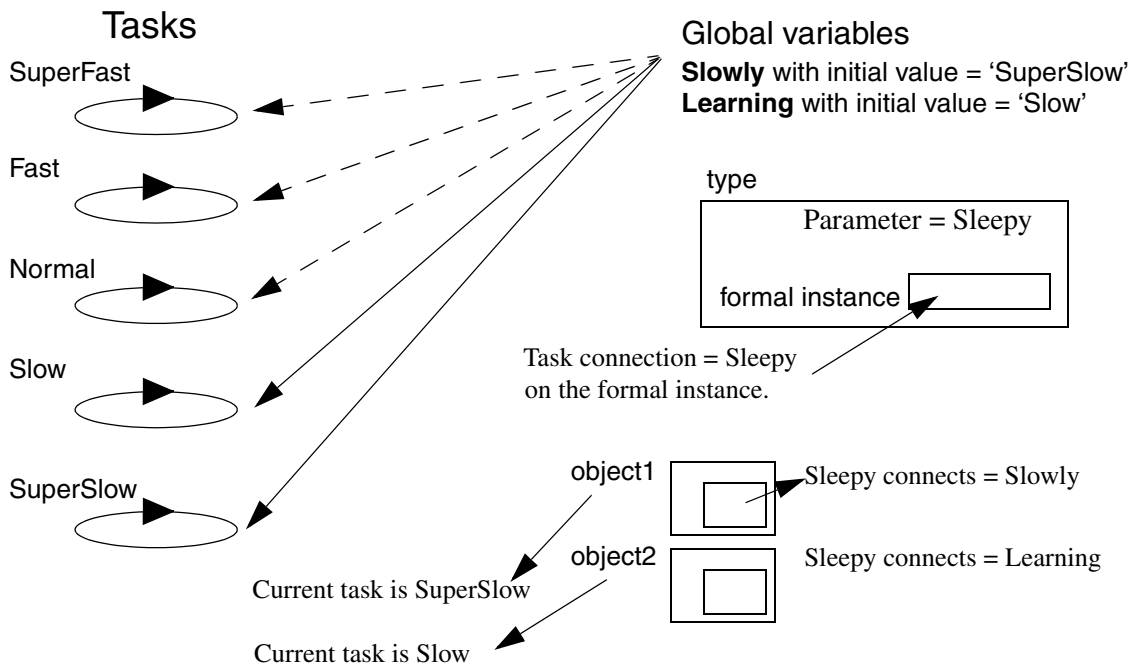 Tasks
SuperFast
Fast
Normal
Slow
SuperSlow
Global variables
Slowly with initial value = ‘SuperSlow’
Learning with initial value = ‘Slow’
type
Parameter = Sleepy
formal instance
Task connection = Sleepy
on the formal instance.
object1
Sleepy connects = Slowly
object2
Sleepy connects = Learning
Current task is SuperSlow
Current task is Slow